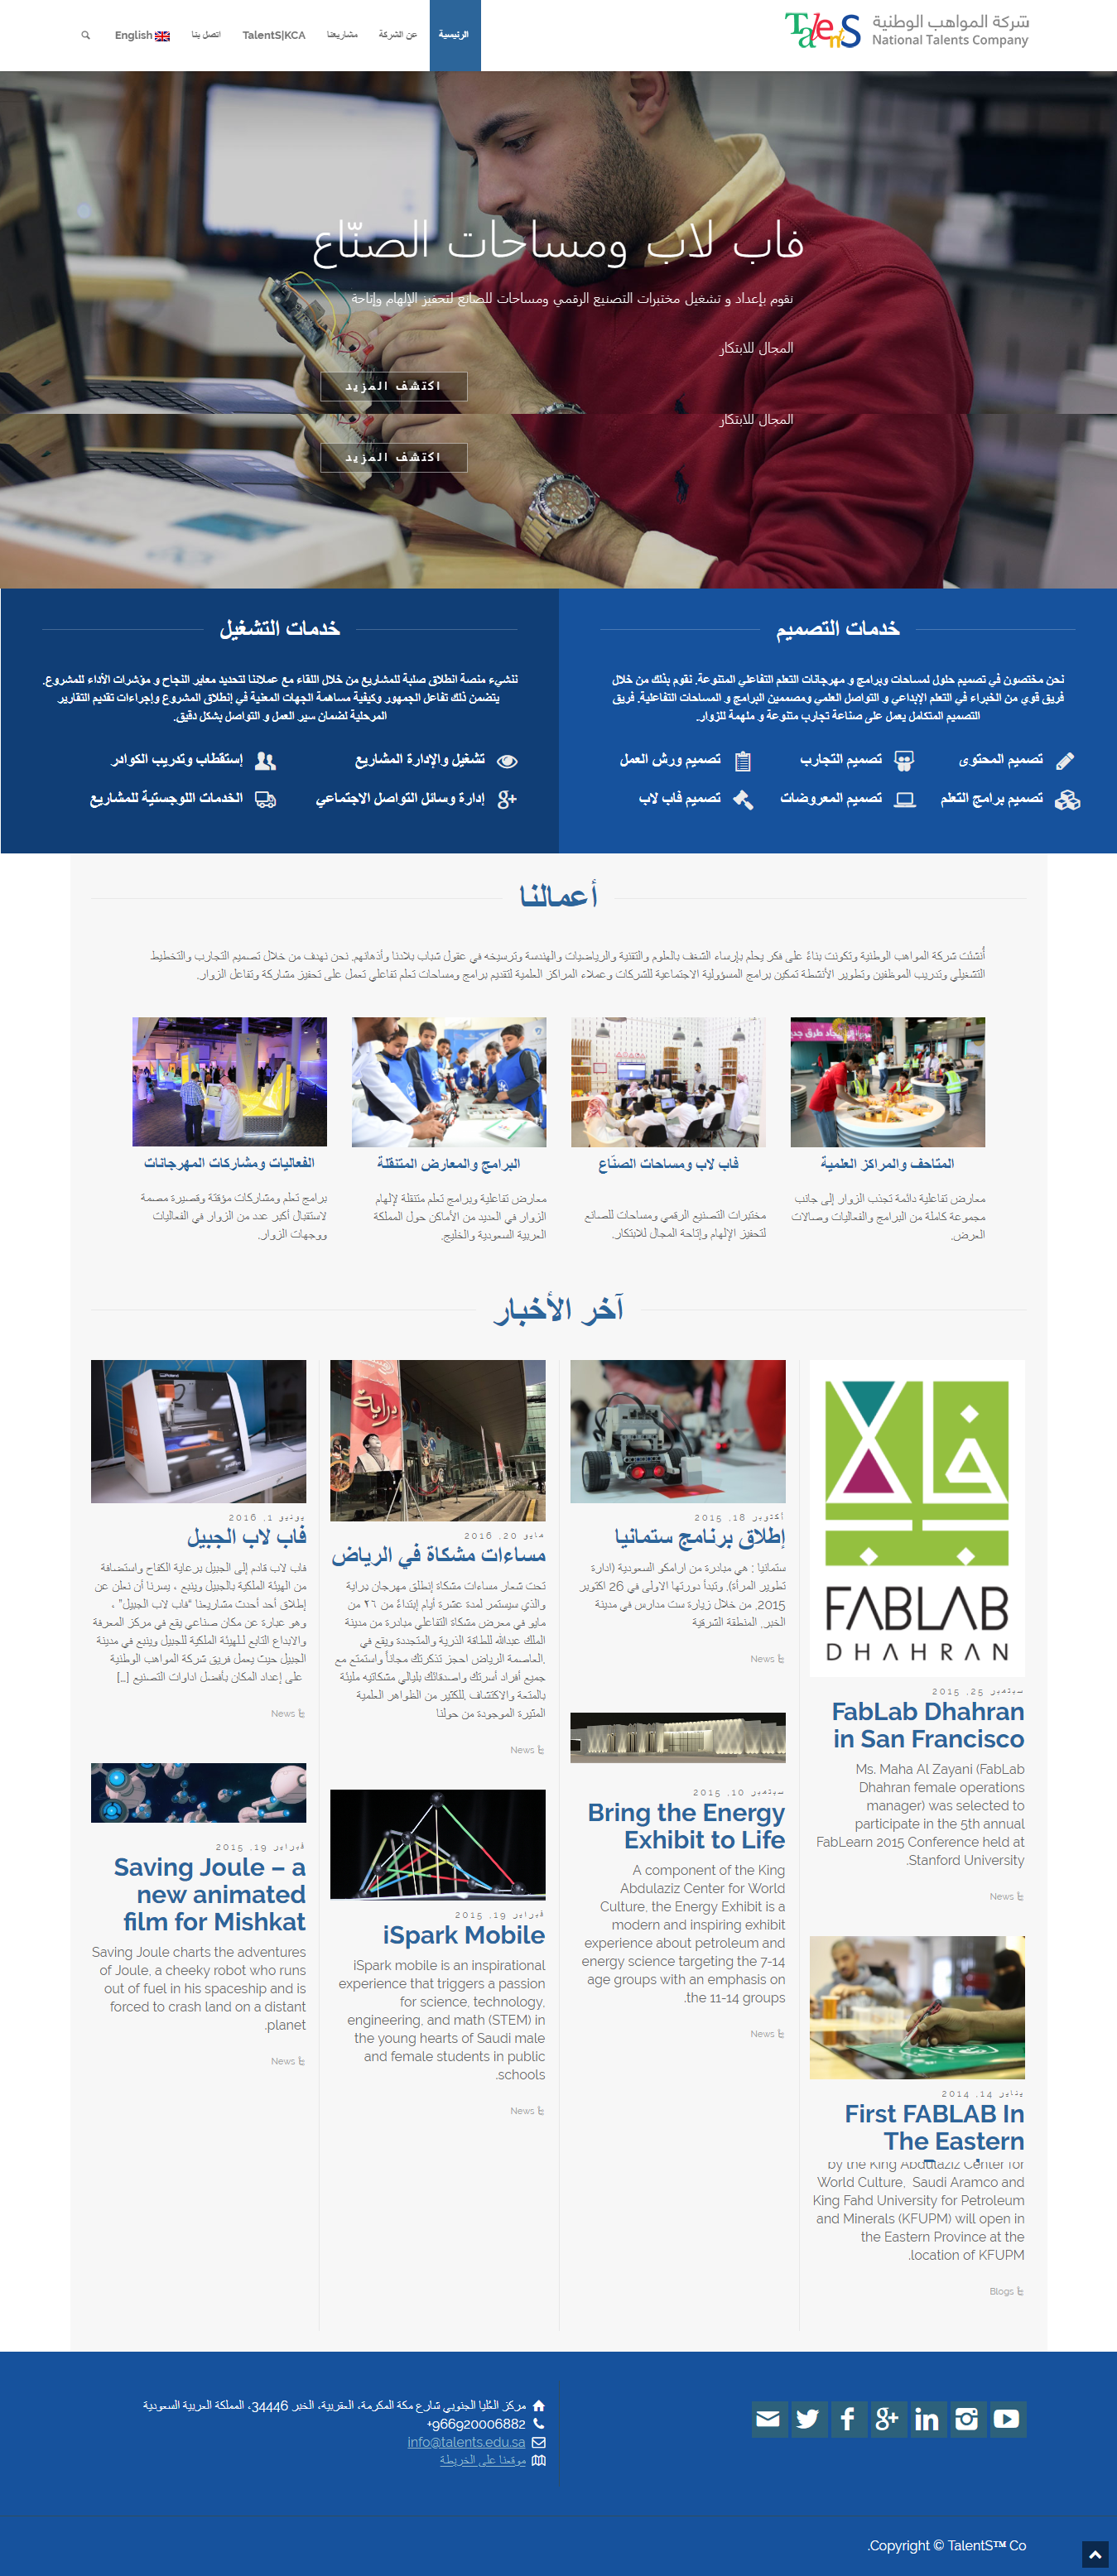 شركة المواهب الوطنية
National Talents Company
TalentS
الرئيسية
عن الشركة
مشاريعنا
TalentS|KCA
اتصل بنا
English
فاب لاب ومساحات الصنّاع
نقوم بإعداد و تشغيل مختبرات التصنيع الرقمي ومساحات للصانع لتحفيز الإلهام وإتاحة
المجال للابتكار
اكتشف المزيد
المجال للابتكار
اكتشف المزيد
خدمات التصميم
نحن مختصون في تصميم حلول لمساحات وبرامج و مهرجانات التعلم التفاعلي المتنوعة. نقوم بذلك من خلال
فريق قوي من الخبراء في التعلم الإبداعي و التواصل العلمي ومصممين البرامج و المساحات التفاعلية. فريق
التصميم المتكامل يعمل على صناعة تجارب متنوعة و ملهمة للزوار.
تصميم المحتوى
تصميم التجارب
تصميم ورش العمل
تصميم برامج التعلم
تصميم المعروضات
تصميم فاب لاب
خدمات التشغيل
ننشيء منصة انطلاق صلبة للمشاريع من خلال اللقاء مع عملائنا لتحديد معاير النجاح و مؤشرات الأداء للمشروع.
يتضمن ذلك تفاعل الجمهور وكيفية مساهمة الجهات المعنية في إنطلاق المشروع وإجراءات تقديم التقارير
المرحلية لضمان سير العمل و التواصل بشكل دقيق.
تشغيل والإدارة المشاريع
إستقطاب وتدريب الكوادر
إدارة وسائل التواصل الاجتماعي
الخدمات اللوجستية للمشاريع
أعمالنا
أُنشئت شركة المواهب الوطنية وتكونت بناءً على فكر يحلم بإرساء الشغف بالعلوم والتقنية والرياضيات والهندسة وترسيخه في عقول شباب بلادنا وأذهانهم. نحن نهدف من خلال تصميم التجارب والتخطيط
التشغيلي وتدريب الموظفين وتطوير الأنشطة تمكين برامج المسؤولية الاجتماعية للشركات وعملاء المراكز العلمية لتقديم برامج ومساحات تعلم تفاعلي تعمل على تحفيز مشاركة وتفاعل الزوار.
المتاحف والمراكز العلمية
معارض تفاعلية دائمة تجذب الزوار إلى جانب
مجموعة كاملة من البرامج والفعاليات وصالات
العرض.
فاب لاب ومساحات الصنّاع
مختبرات التصنيع الرقمي ومساحات للصانع
لتحفيز الإلهام وإتاحة المجال للابتكار.
البرامج والمعارض المتنقلة
معارض تفاعلية وبرامج تعلم متنقلة لإلهام
الزوار في العديد من الأماكن حول المملكة
العربية السعودية والخليج.
الفعاليات ومشاركات المهرجانات
برامج تعلم ومشاركات مؤقتة وقصيرة مصممة
لاستقبال أكبر عدد من الزوار في الفعاليات
ووجهات الزوار.
آخر الأخبار
FABLAB
DHAHRAN
سبتمبر 25, 2015
FabLab Dhahran
in San Francisco
Ms. Maha Al Zayani (FabLab
Dhahran female operations
manager) was selected to
participate in the 5th annual
FabLearn 2015 Conference held at
Stanford University.
News
يناير 14, 2014
First FABLAB In
The Eastern
by the King Abdulaziz Center for
World Culture, Saudi Aramco and
King Fahd University for Petroleum
and Minerals (KFUPM) will open in
the Eastern Province at the
location of KFUPM.
Blogs
أكتوبر 18, 2015
إطلاق برنامج ستمانيا
ستمانيا : هي مبادرة من ارامكو السعودية (ادارة
تطوير المرأة). وتبدأ دورتها الاولى في 26 اكتوبر
2015, من خلال زيارة ست مدارس في مدينة
الخبر, المنطقة الشرقية
News
سبتمبر 10, 2015
Bring the Energy
Exhibit to Life
A component of the King
Abdulaziz Center for World
Culture, the Energy Exhibit is a
modern and inspiring exhibit
experience about petroleum and
energy science targeting the 7-14
age groups with an emphasis on
the 11-14 groups.
News
دراية
مايو 20, 2016
مساءات مشكاة في الرياض
تحت شعار مساءات مشكاة إنطلق مهرجان دراية
والذي سيستمر لمدة عشرة أيام إبتداءً من ٢٦ من
مايو في معرض مشكاة التفاعلي مبادرة من مدينة
الملك عبدالله للطاقة الذرية والمتجددة ويقع في
العاصمة الرياض احجز تذكرتك مجاناً واستمتع مع.
جميع أفراد أسرتك واصدقائك بليالي مشكاتيه مليئة
بالمتعة والاكتشاف .للكثير من الظواهر العلمية
المثيرة الموجودة من حولنا
News
فبراير 19, 2015
iSpark Mobile
iSpark mobile is an inspirational
experience that triggers a passion
for science, technology,
engineering, and math (STEM) in
the young hearts of Saudi male
and female students in public
schools.
News
يونيو 1, 2016
فاب لاب الجبيل
فاب لاب قادم إلى الجبيل برعاية الكفاح واستضافة
من الهيئة الملكية بالجبيل وينبع ، يسرنا أن نعلن عن
إطلاق أحد أحدث مشاريعنا "فاب لاب الجبيل" ،
وهو عبارة عن مكان صناعي يقع في مركز المعرفة
والابداع التابع لـلهيئة الملكية للجبيل وينبع في مدينة
الجبيل حيث يعمل فريق شركة المواهب الوطنية
على إعداد المكان بأفضل ادوات التصنيع [...]
News
فبراير 19, 2015
Saving Joule – a
new animated
film for Mishkat
Saving Joule charts the adventures
of Joule, a cheeky robot who runs
out of fuel in his spaceship and is
forced to crash land on a distant
planet.
News
مركز العُليا الجنوبي شارع مكة المكرمة، العقربية، الخبر 34446، المملكة العربية السعودية
+966920006882
info@talents.edu.sa
موقعنا على الخريطة
Copyright © TalentS™ Co.